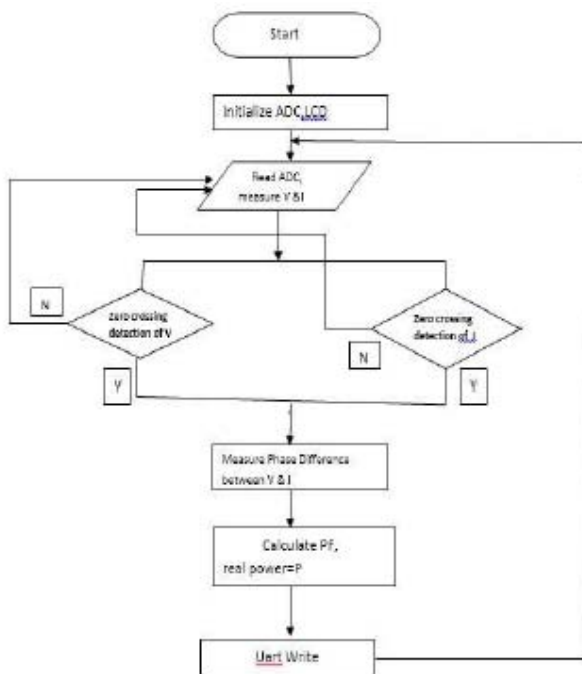 Start
Initialize ADC,LCD
Read ADC,
measure V & I
N
Zero crossing
detection of V
Zero crossing
detection of I
N
Y
Y
Measure Phase Difference
between V & I
Calculate Pf,
real power=P
Uart Write